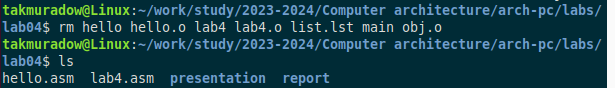 takmuradow@Linux:~/work/study/2023-2024/Computer architecture/arch-pc/labs/
lab04$ rm hello hello.o lab4 lab4.o list.lst main obj.o
takmuradow@Linux:~/work/study/2023-2024/Computer architecture/arch-pc/labs/
lab04$ ls
hello.asm  lab4.asm  presentation  report